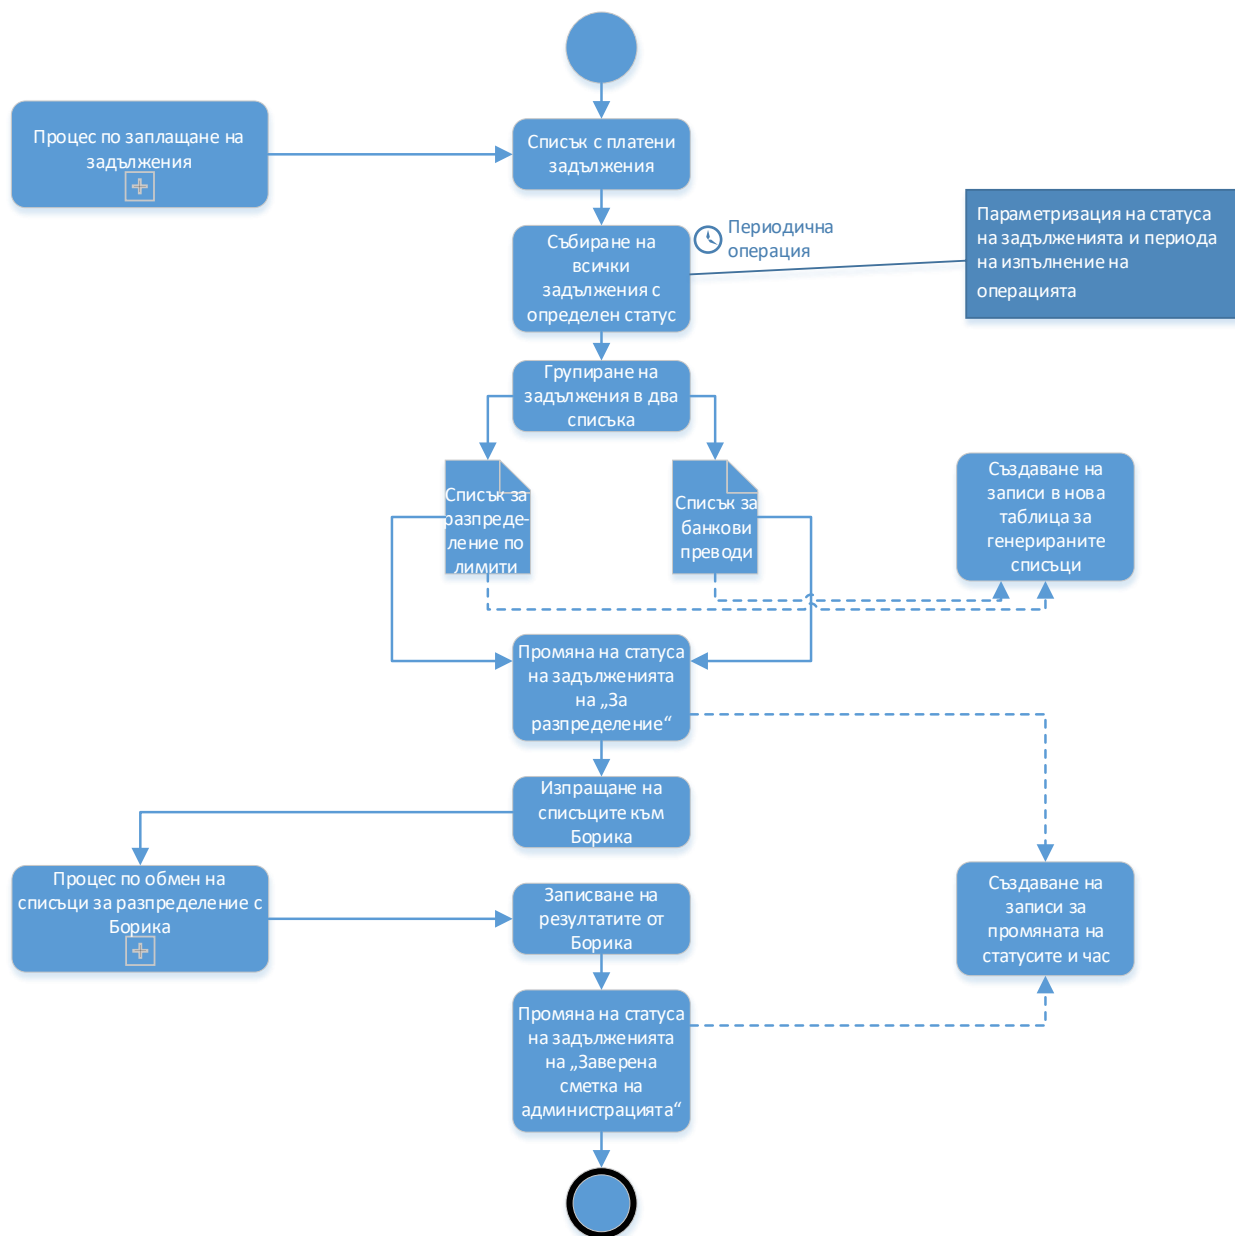 Процес по заплащане на
задължения
Списък с платени
задължения
Събиране на
всички
задължения с
определен статус
Периодична
операция
Параметризация на статуса
на задълженията и периода
на изпълнение на
операцията
Групиране на
задължения в два
списъка
Списък за
разпреде-
ление по
лимити
Списък за
банкови
преводи
Създаване на
записи в нова
таблица за
генерираните
списъци
Промяна на статуса
на задълженията
на „За
разпределение“
Изпращане на
списъците към
Борика
Процес по обмен на
списъци за разпределение с
Борика
Записване на
резултатите от
Борика
Създаване на
записи за
промяната на
статусите и час
Промяна на статуса
на задълженията
на „Заверена
сметка на
администрацията“